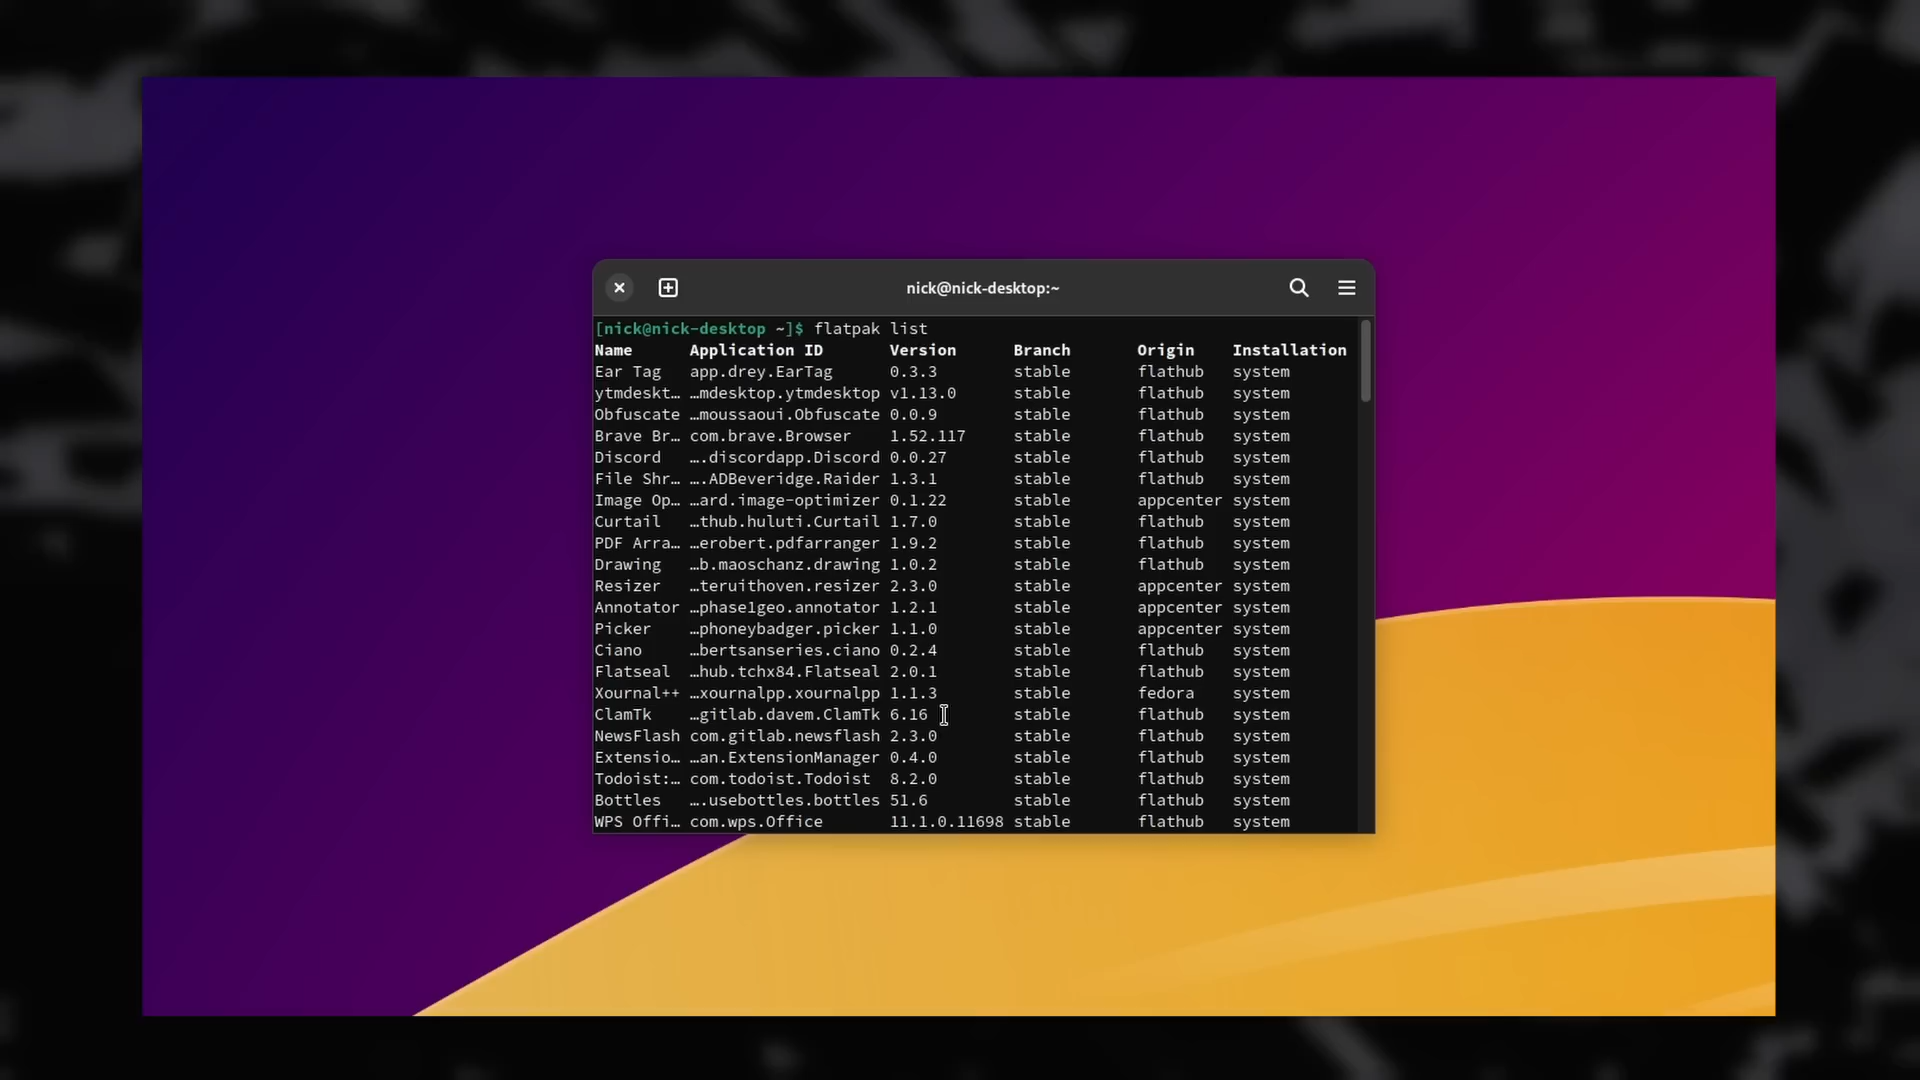 nick@nick-desktop:~
[nick@nick-desktop ~]$ flatpak list
Name Application ID Version Branch Origin Installation
Ear Tag app.drey.EarTag 0.3.3 stable flathub system
ytmdeskt… …mdesktop.ytmdesktop v1.13.0 stable flathub system
Obfuscate …moussaoui.Obfuscate 0.0.9 stable flathub system
Brave Br… com.brave.Browser 1.52.117 stable flathub system
Discord ….discordapp.Discord 0.0.27 stable flathub system
File Shr… ….ADBeveridge.Raider 1.3.1 stable flathub system
Image Op… …ard.image-optimizer 0.1.22 stable appcenter system
Curtail …thub.huluti.Curtail 1.7.0 stable flathub system
PDF Arra… …erobert.pdfarranger 1.9.2 stable flathub system
Drawing …b.maoschanz.drawing 1.0.2 stable flathub system
Resizer …teruithoven.resizer 2.3.0 stable appcenter system
Annotator …phase1geo.annotator 1.2.1 stable appcenter system
Picker …phoneybadger.picker 1.1.0 stable appcenter system
Ciano …bertsanseries.ciano 0.2.4 stable flathub system
Flatseal …hub.tchx84.Flatseal 2.0.1 stable flathub system
Xournal++ …xournalpp.xournalpp 1.1.3 stable fedora system
ClamTk …gitlab.davem.ClamTk 6.16 stable flathub system
NewsFlash com.gitlab.newsflash 2.3.0 stable flathub system
Extensio… …an.ExtensionManager 0.4.0 stable flathub system
Todoist:… com.todoist.Todoist 8.2.0 stable flathub system
Bottles ….usebottles.bottles 51.6 stable flathub system
WPS Offi… com.wps.Office 11.1.0.11698 stable flathub system